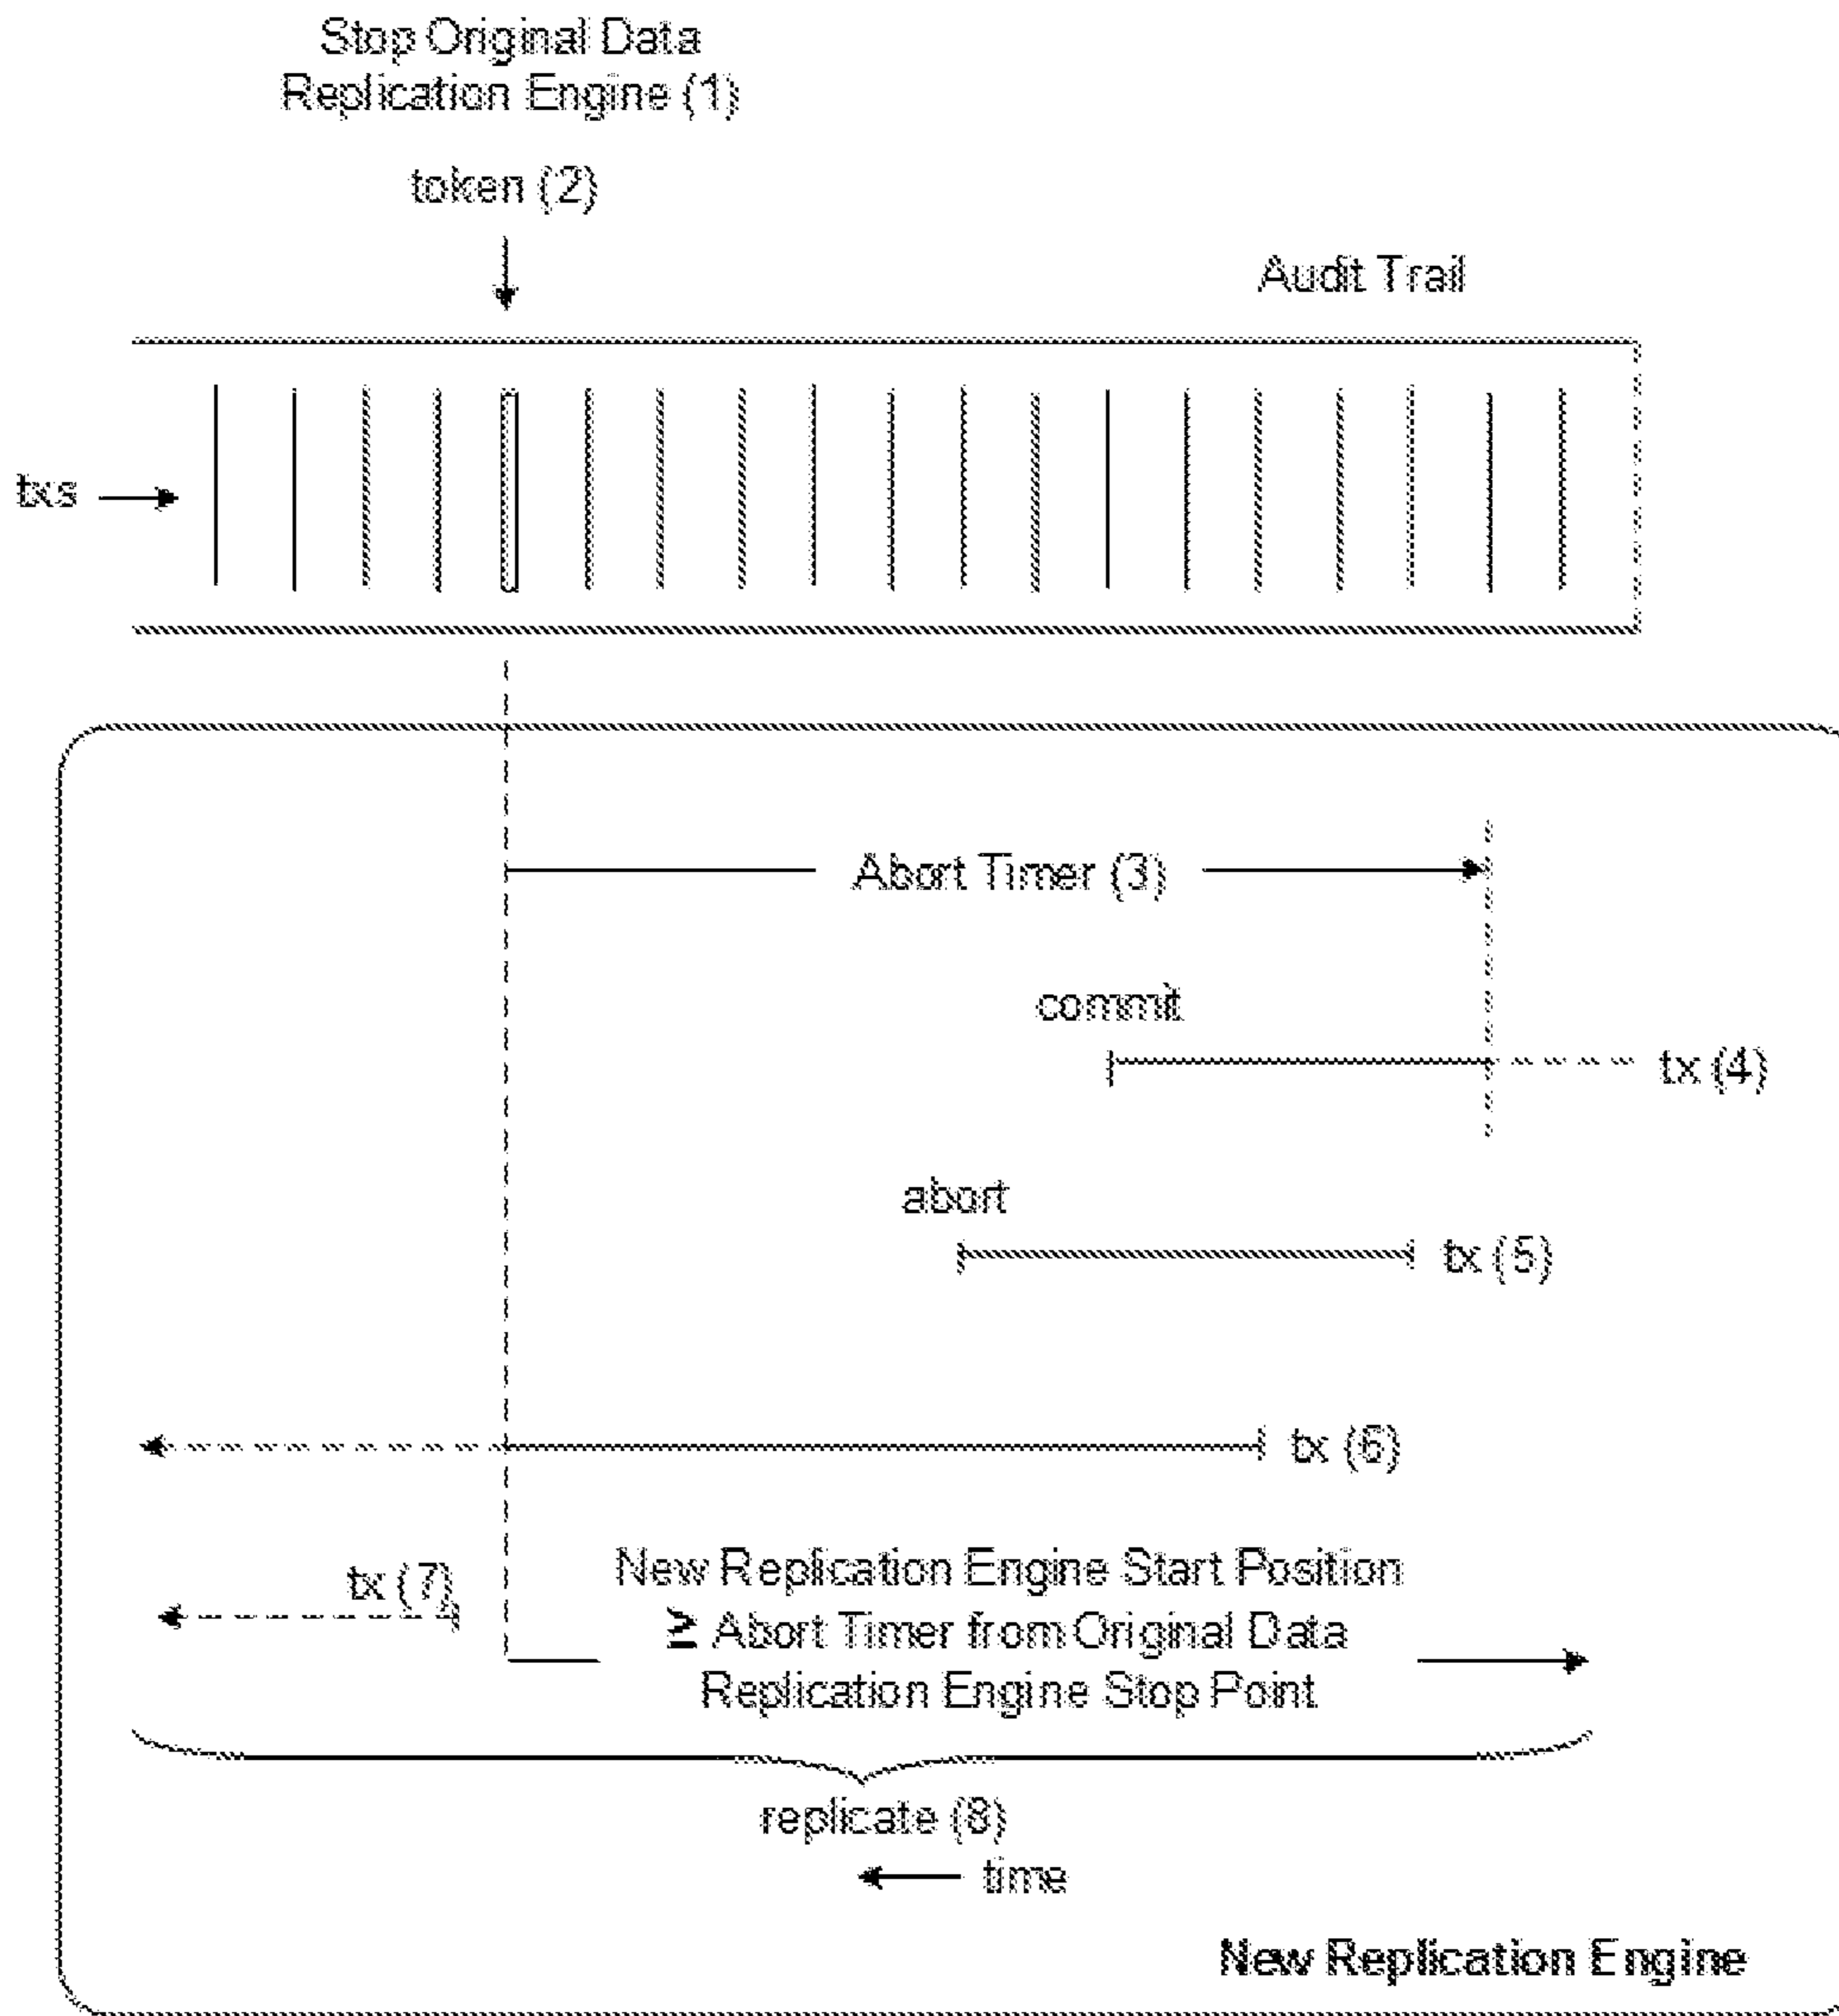 Stop Original Data
Replication Engine (1)
token (2)
Audit Trail
txs
Abort Timer (3)
commit
tx (4)
abort
tx (5)
tx (6)
tx (7)
New Replication Engine Start Position
≥ Abort Timer from Original Data
Replication Engine Stop Point
replicate (8)
time
New Replication Engine